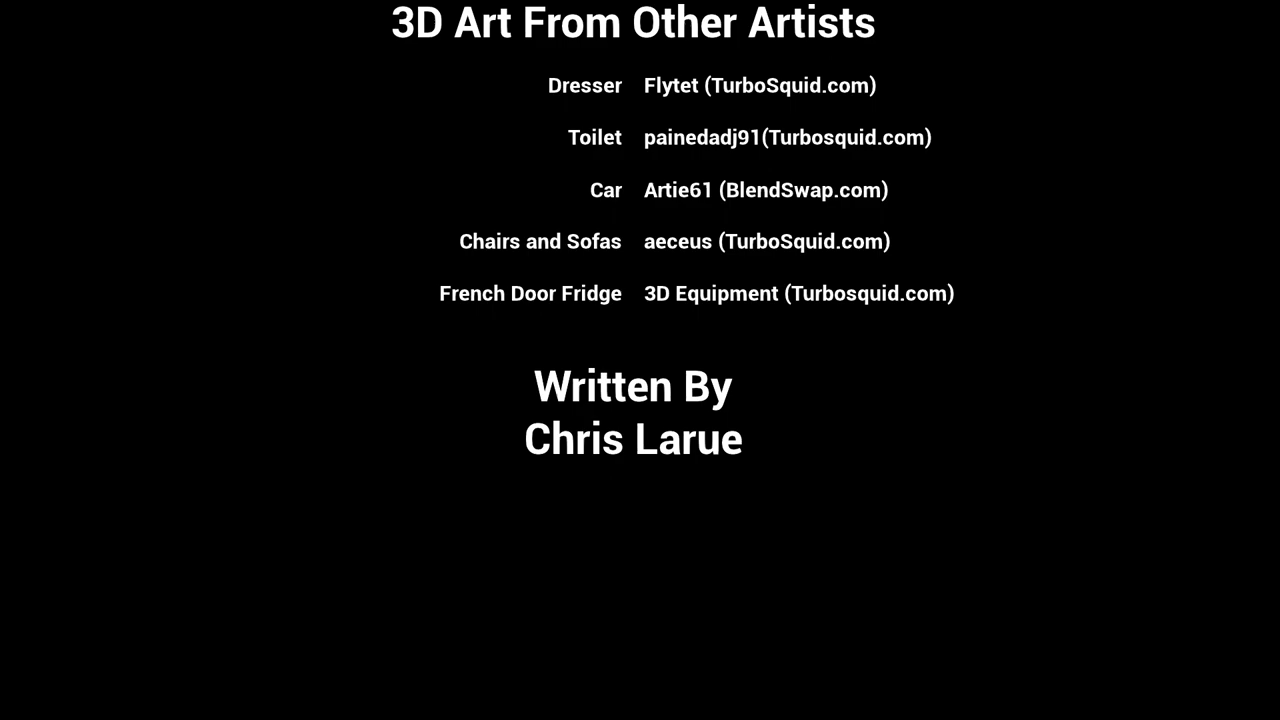 3D Art From Other Artists
Dresser Flytet (TurboSquid.com)
Toilet painedadj91(Turbosquid.com)
Car Artie61 (BlendSwap.com)
Chairs and Sofas aeceus (TurboSquid.com)
French Door Fridge 3D Equipment (Turbosquid.com)
Written By
Chris Larue